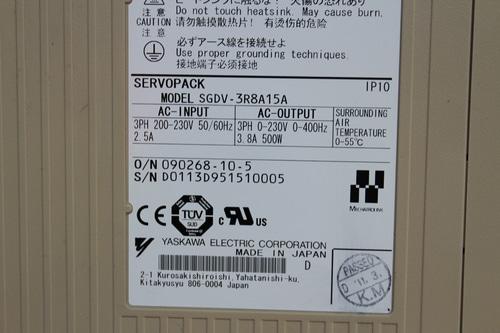 注意 Do not touch heatsink. May cause burn.
CAUTION 请勿触摸散热片! 有烫伤的危险
注意
必ずアース線を接続せよ
Use proper grounding techniques.
接地端子必须接地
SERVOPACK IP10
MODEL SGDV-3R8A15A
AC-INPUT AC-OUTPUT SURROUNDING
AIR
TEMPERATURE
0-55℃
3PH 200-230V 50/60Hz 3PH 0-230V 0-400Hz
2.5A 3.8A 500W
O/N 090268-10-5
S/N D0113D951510005
MECHATROLINK
CE TÜV c UL US
YASKAWA ELECTRIC CORPORATION
MADE IN JAPAN D
2-1 Kurosakishiroishi, Yahatanishi-ku,
Kitakyusyu 806-0004 Japan
PASSED
D '11. 3.
K.M.